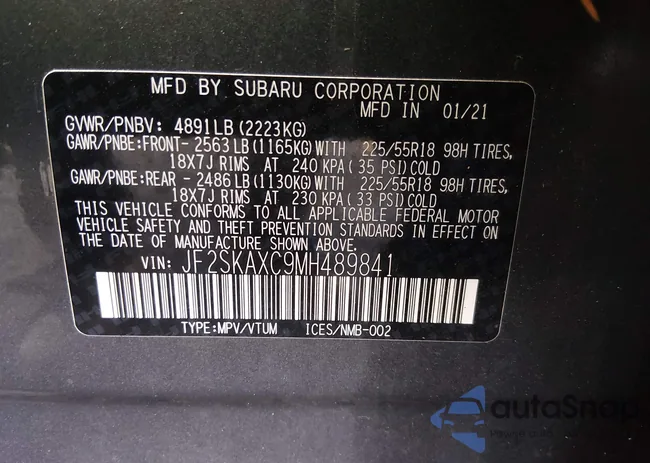 MFD BY SUBARU CORPORATION
MFD IN 01/21
GVWR/PNBV: 4891LB(2223KG)
GAWR/PNBE:FRONT-2563LB(1165KG)WITH 225/55R18 98H TIRES,
18X7J RIMS AT 240 KPA(35 PSI)COLD
GAWR/PNBE:REAR -2486LB(1130KG)WITH 225/55R18 98H TIRES,
18X7J RIMS AT 230 KPA(33 PSI)COLD
THIS VEHICLE CONFORMS TO ALL APPLICABLE FEDERAL MOTOR
VEHICLE SAFETY AND THEFT PREVENTION STANDARDS IN EFFECT ON
THE DATE OF MANUFACTURE SHOWN ABOVE.
VIN: JF2SKAXC9MH489841
TYPE:MPV/VTUM ICES/NMB-002
autoSnap